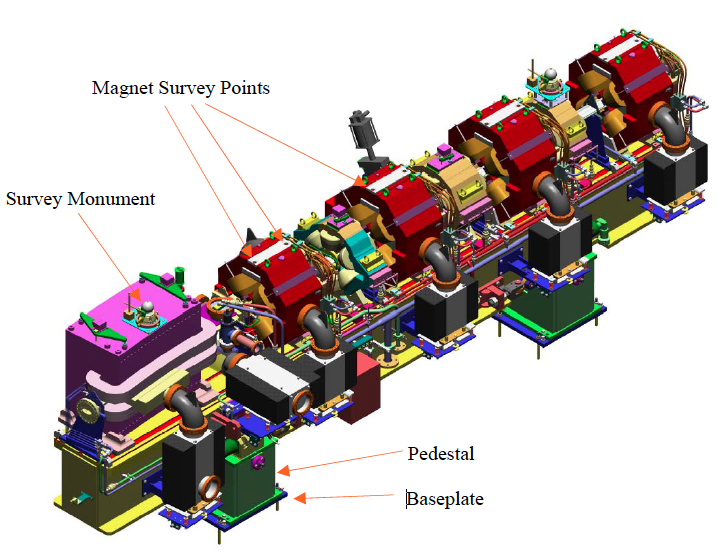 Magnet Survey Points
Survey Monument
Pedestal
Baseplate